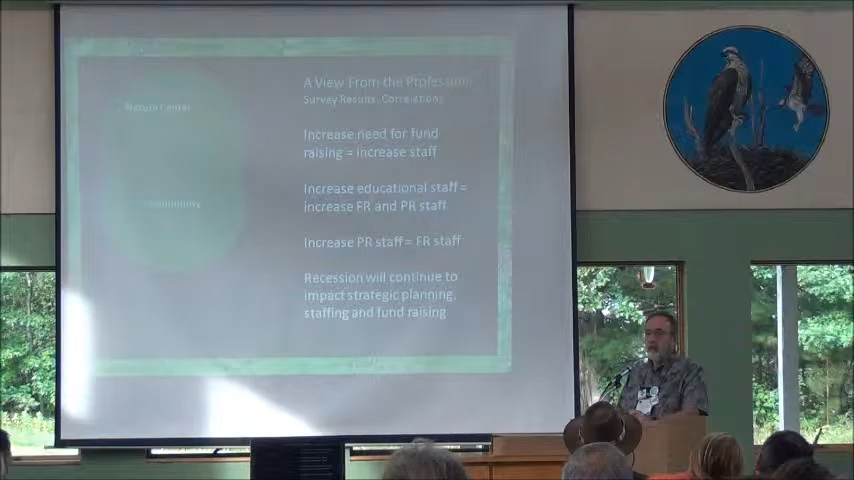 Nature Center
Community
A View From the Profession
Survey Results: Correlations
Increase need for fund
raising = increase staff
Increase educational staff =
increase FR and PR staff
Increase PR staff = FR staff
Recession will continue to
impact strategic planning,
staffing and fund raising